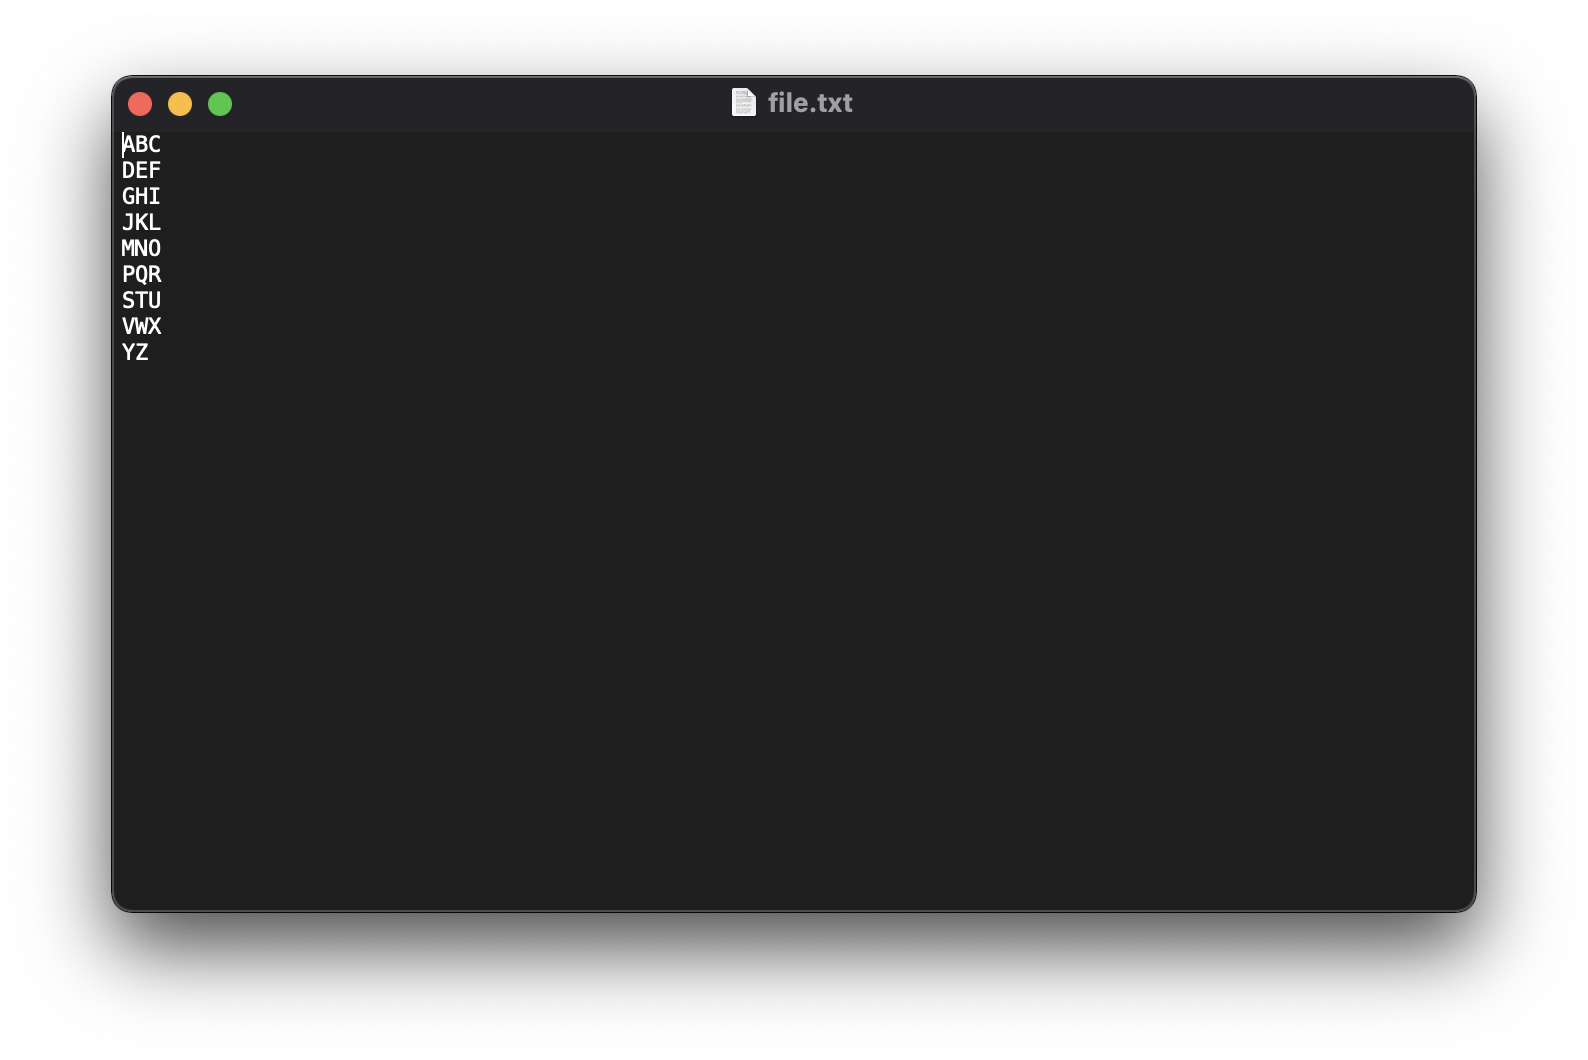 file.txt
ABC
DEF
GHI
JKL
MNO
PQR
STU
VWX
YZ